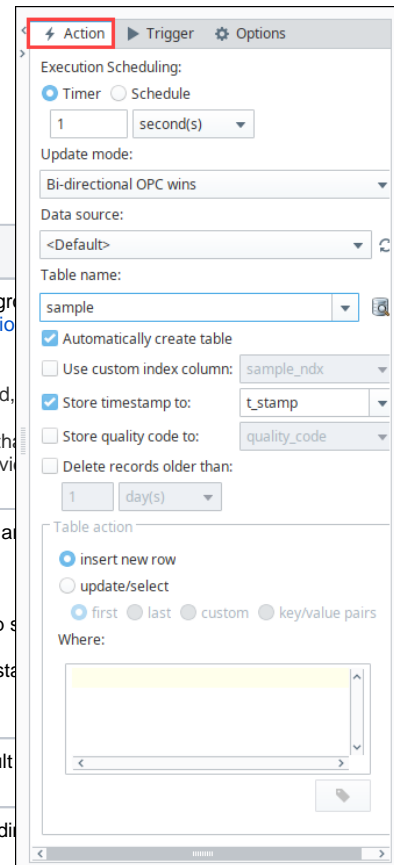 Action Trigger Options
Execution Scheduling:
Timer Schedule
1 second(s)
Update mode:
Bi-directional OPC wins
Data source:
<Default>
Table name:
sample
Automatically create table
Use custom index column: sample_ndx
Store timestamp to: t_stamp
Store quality code to: quality_code
Delete records older than:
1 day(s)
Table action
insert new row
update/select
first last custom key/value pairs
Where: